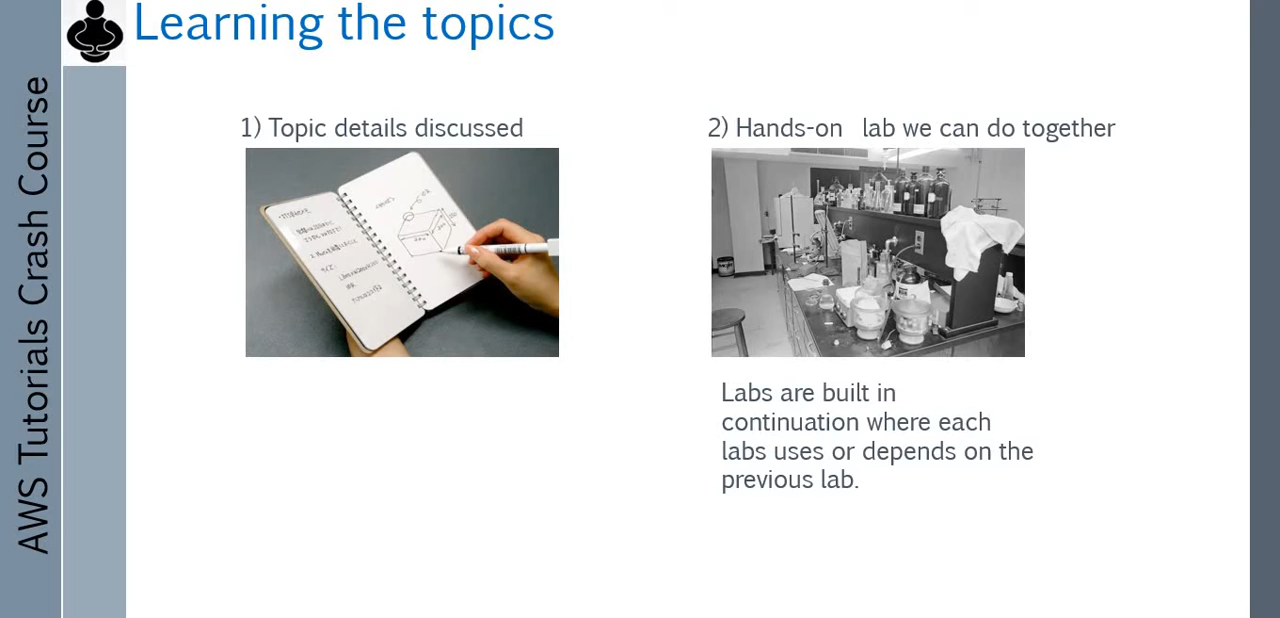 Learning the topics
AWS Tutorials Crash Course
1) Topic details discussed
2) Hands-on lab we can do together
Labs are built in
continuation where each
labs uses or depends on the
previous lab.